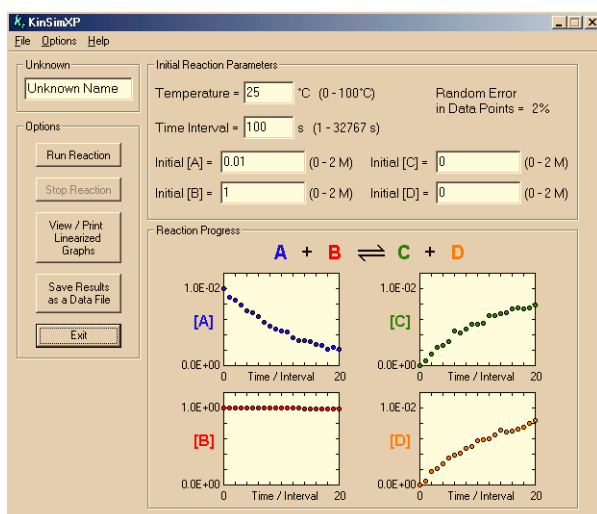 k, KinSimXP
File Options Help
Unknown
Unknown Name
Options
Run Reaction
Stop Reaction
View / Print
Linearized
Graphs
Save Results
as a Data File
Exit
Initial Reaction Parameters
Temperature = 25 °C (0 - 100°C)
Random Error
in Data Points = 2%
Time Interval = 100 s (1 - 32767 s)
Initial [A] = 0.01 (0 - 2 M) Initial [C] = 0 (0 - 2 M)
Initial [B] = 1 (0 - 2 M) Initial [D] = 0 (0 - 2 M)
Reaction Progress
A + B ⇌ C + D
1.0E-02
[A]
0.0E+00
0 Time / Interval 20
1.0E-02
[C]
0.0E+00
0 Time / Interval 20
1.0E+00
[B]
0.0E+00
0 Time / Interval 20
1.0E-02
[D]
0.0E+00
0 Time / Interval 20